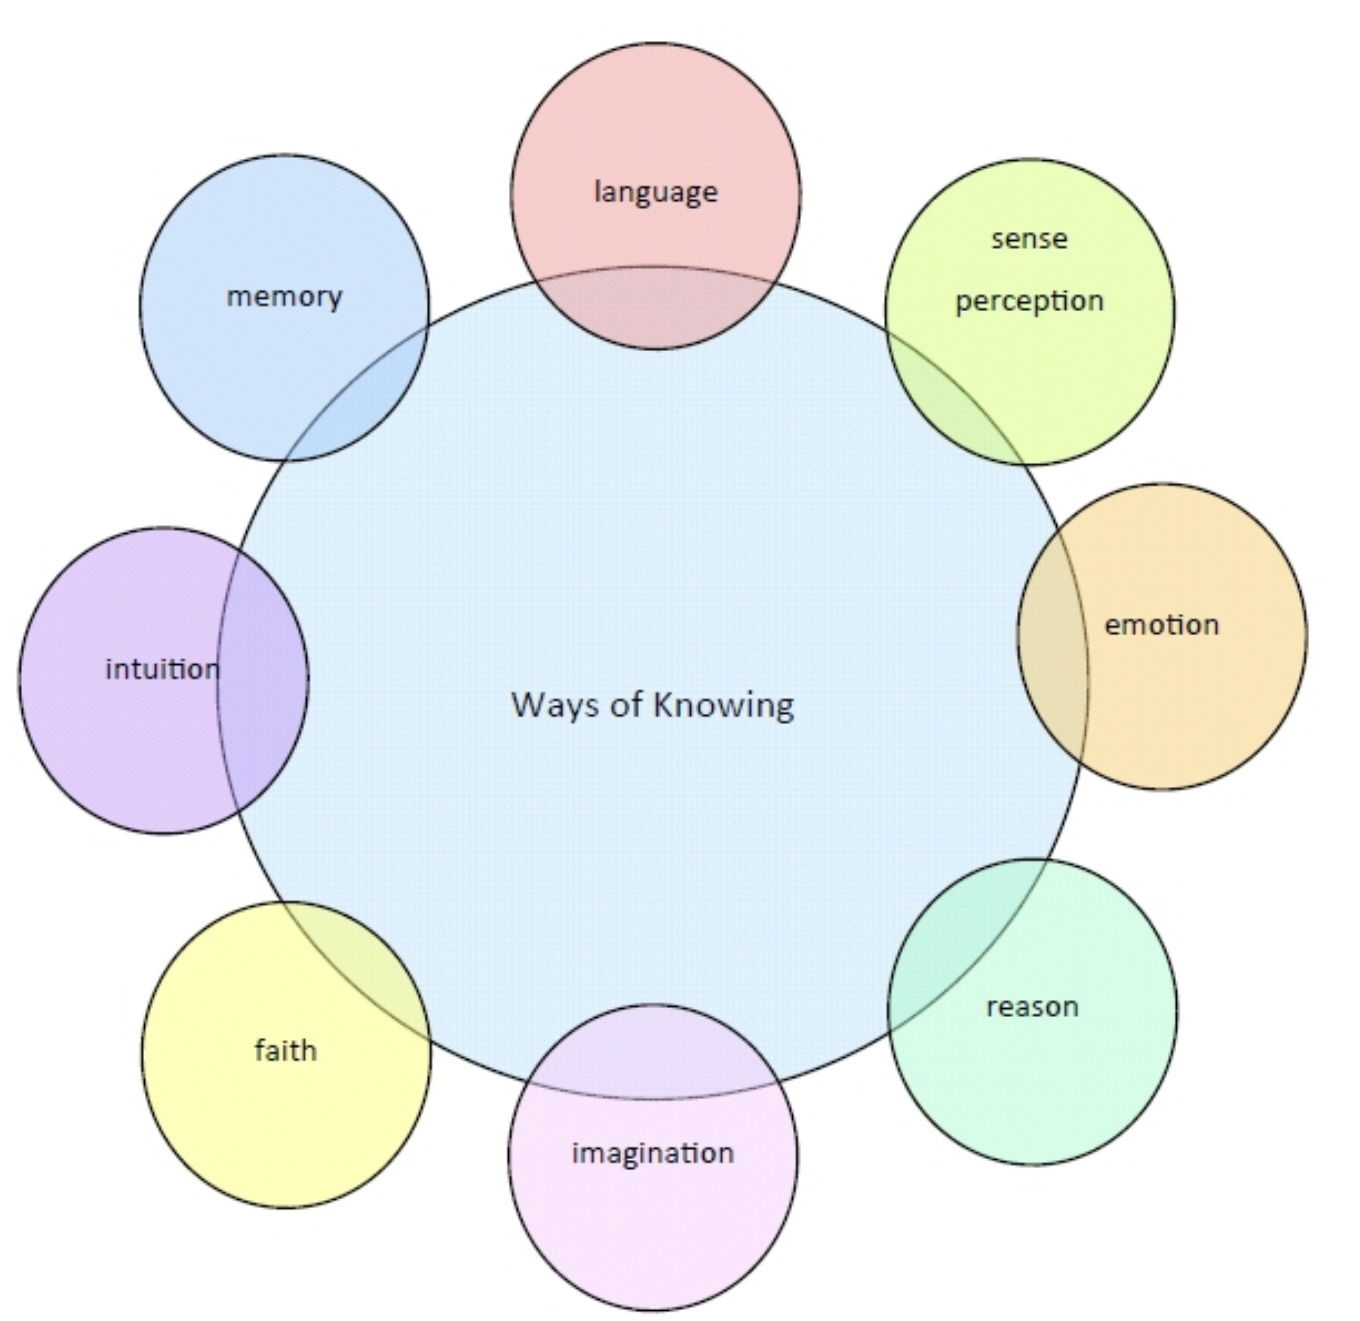 language
sense
perception
memory
emotion
intuition
Ways of Knowing
reason
faith
imagination